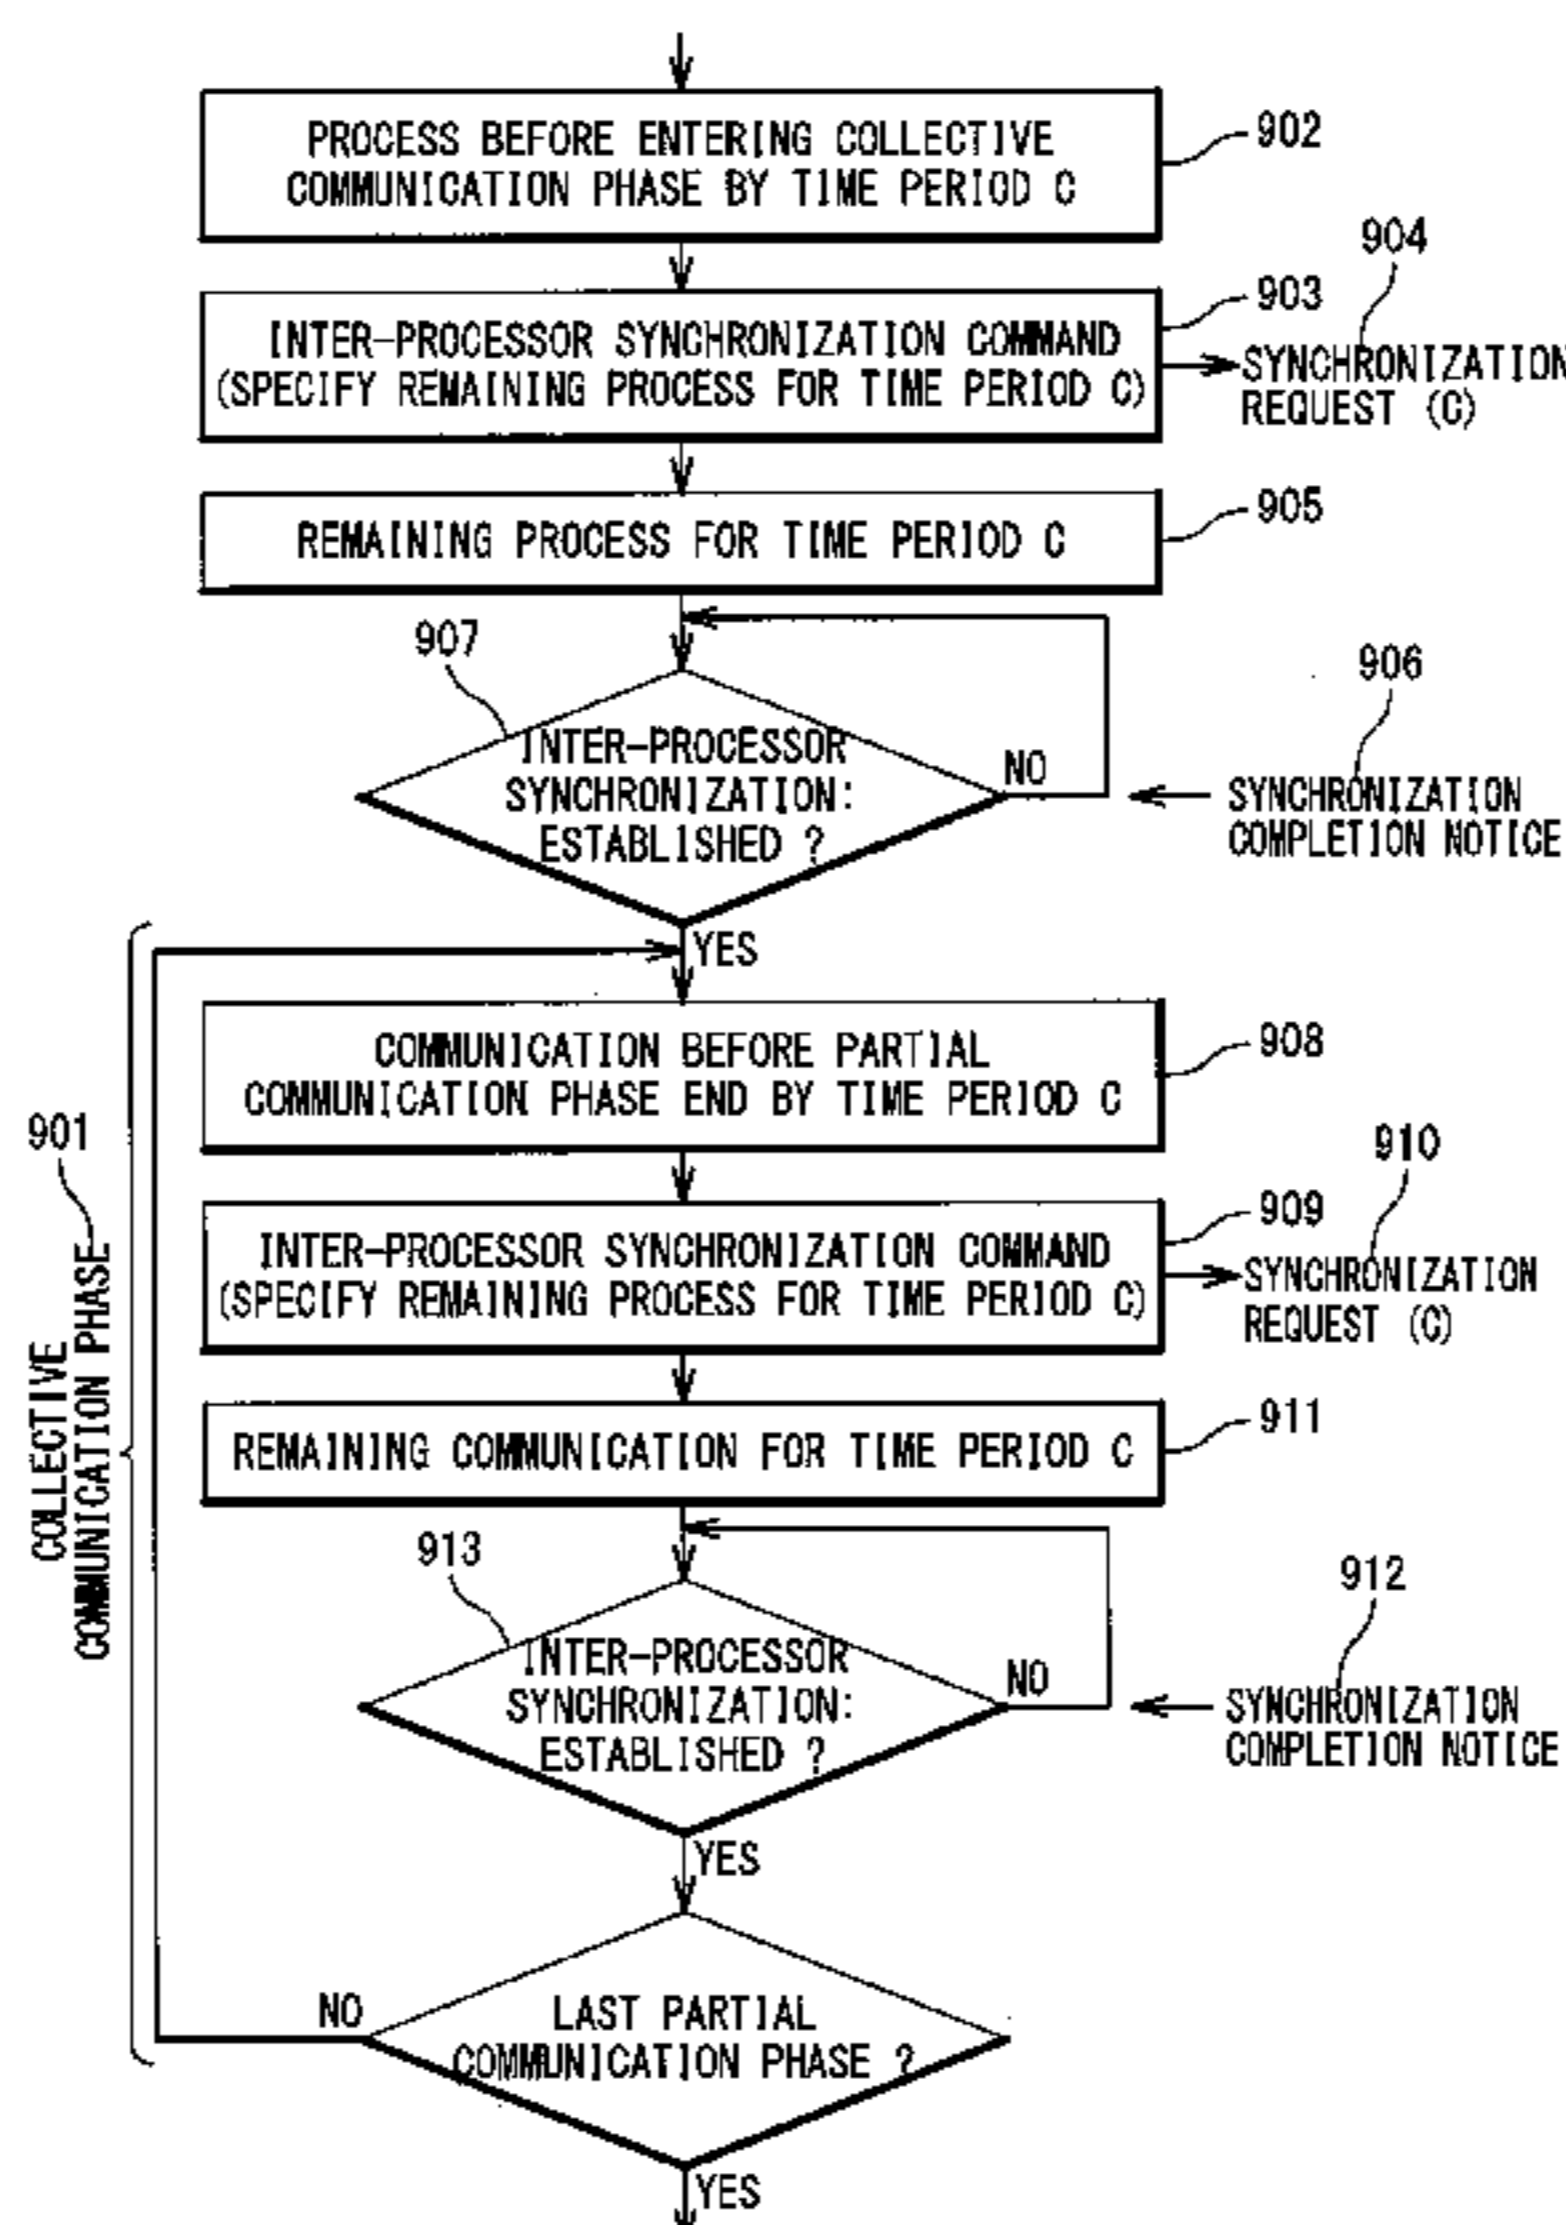 PROCESS BEFORE ENTERING COLLECTIVE
COMMUNICATION PHASE BY TIME PERIOD C
902
904
INTER-PROCESSOR SYNCHRONIZATION COMMAND
(SPECIFY REMAINING PROCESS FOR TIME PERIOD C)
903
SYNCHRONIZATION
REQUEST (C)
REMAINING PROCESS FOR TIME PERIOD C
905
907
906
INTER-PROCESSOR
SYNCHRONIZATION:
ESTABLISHED ?
NO
SYNCHRONIZATION
COMPLETION NOTICE
YES
COMMUNICATION BEFORE PARTIAL
COMMUNICATION PHASE END BY TIME PERIOD C
908
901
COLLECTIVE
COMMUNICATION PHASE
910
INTER-PROCESSOR SYNCHRONIZATION COMMAND
(SPECIFY REMAINING PROCESS FOR TIME PERIOD C)
909
SYNCHRONIZATION
REQUEST (C)
REMAINING COMMUNICATION FOR TIME PERIOD C
911
913
912
INTER-PROCESSOR
SYNCHRONIZATION:
ESTABLISHED ?
NO
SYNCHRONIZATION
COMPLETION NOTICE
YES
NO
LAST PARTIAL
COMMUNICATION PHASE ?
YES